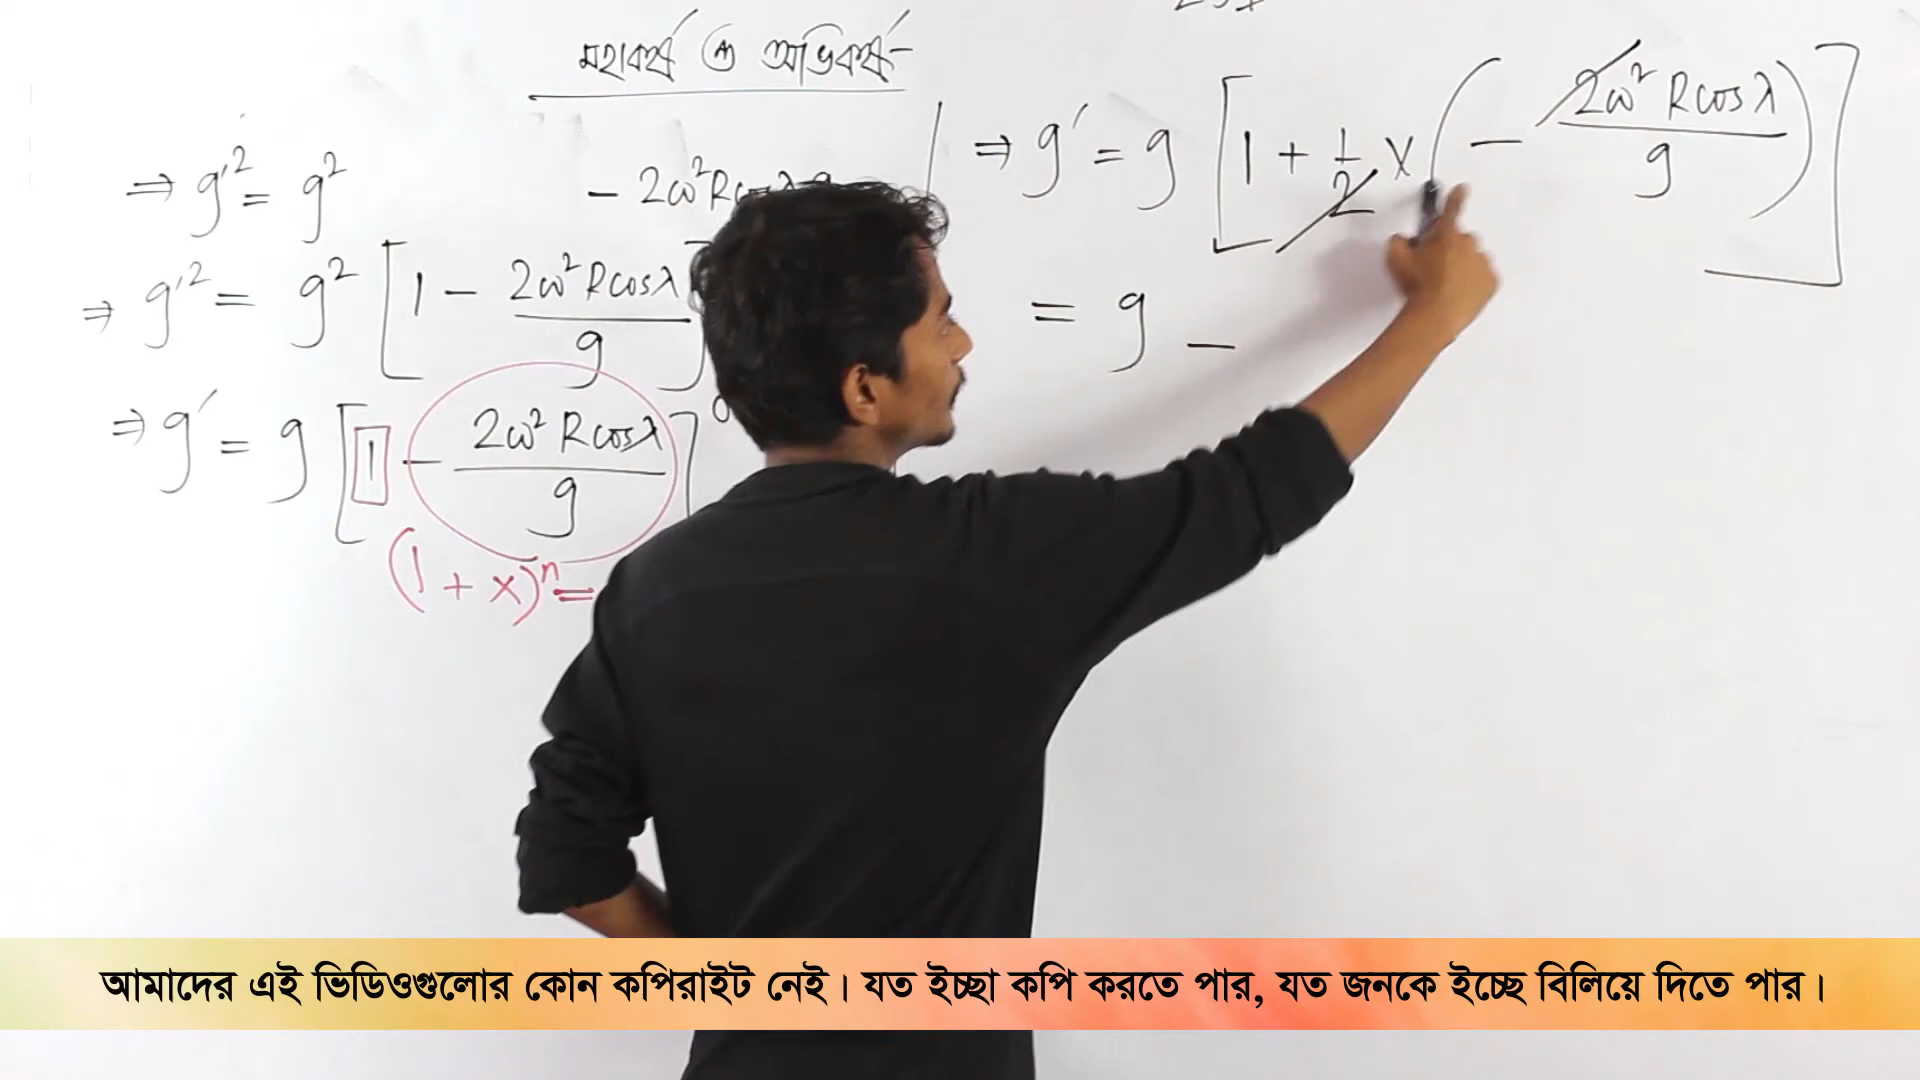 মহাকর্ষ ও অভিকর্ষ
⇒ g'² = g² - 2ω²R
⇒ g'² = g² [1 - 2ω²Rcosλ / g]
⇒ g' = g [1 - 2ω²Rcosλ / g]
(1 + x)ⁿ =
⇒ g' = g [1 + 1/2 × (- 2ω²Rcosλ / g)]
= g -
আমাদের এই ভিডিওগুলোর কোন কপিরাইট নেই। যত ইচ্ছা কপি করতে পার, যত জনকে ইচ্ছে বিলিয়ে দিতে পার।